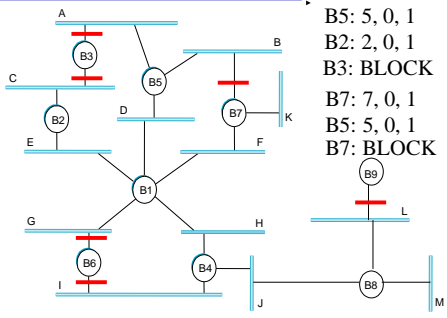 A
B5: 5, 0, 1
B2: 2, 0, 1
B3: BLOCK
B7: 7, 0, 1
B5: 5, 0, 1
B7: BLOCK
B
B3
B5
C
B7
D
K
B2
E
F
B9
B1
L
G
H
B6
B4
B8
I
J
M